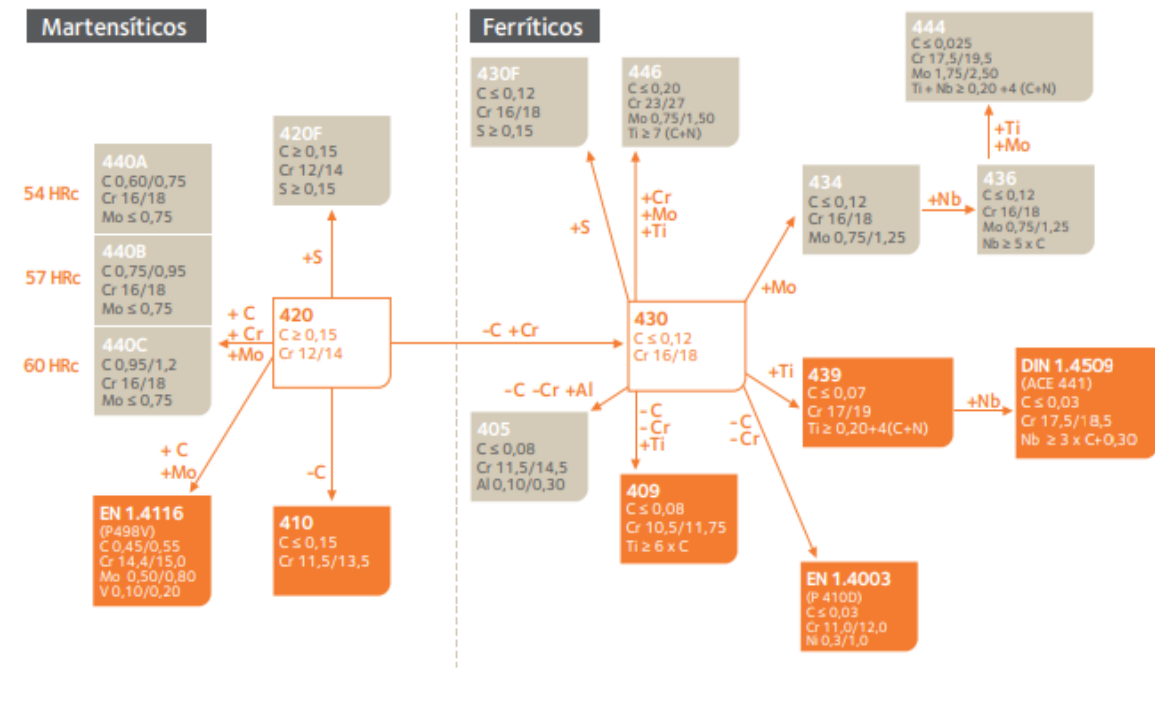 Martensíticos
54 HRc
440A
C 0,60/0,75
Cr 16/18
Mo ≤ 0,75
57 HRc
440B
C 0,75/0,95
Cr 16/18
Mo ≤ 0,75
60 HRc
440C
C 0,95/1,2
Cr 16/18
Mo ≤ 0,75
420F
C ≥ 0,15
Cr 12/14
S ≥ 0,15
+S
+ C
+ Cr
+Mo
420
C ≥ 0,15
Cr 12/14
-C +Cr
+ C
+Mo
-C
EN 1.4116
(P498V)
C 0,45/0,55
Cr 14,4/15,0
Mo 0,50/0,80
V 0,10/0,20
410
C ≤ 0,15
Cr 11,5/13,5
Ferríticos
430F
C ≤ 0,12
Cr 16/18
S ≥ 0,15
446
C ≤ 0,20
Cr 23/27
Mo 0,75/1,50
Ti ≥ 7 (C+N)
444
C ≤ 0,025
Cr 17,5/19,5
Mo 1,75/2,50
Ti + Nb ≥ 0,20 +4 (C+N)
+Ti
+Mo
434
C ≤ 0,12
Cr 16/18
Mo 0,75/1,25
+Nb
436
C ≤ 0,12
Cr 16/18
Mo 0,75/1,25
Nb ≥ 5 x C
+S
+Cr
+Mo
+Ti
+Mo
430
C ≤ 0,12
Cr 16/18
+Ti
439
C ≤ 0,07
Cr 17/19
Ti ≥ 0,20+4(C+N)
+Nb
DIN 1.4509
(ACE 441)
C ≤ 0,03
Cr 17,5/18,5
Nb ≥ 3 x C+0,30
-C -Cr +Al
405
C ≤ 0,08
Cr 11,5/14,5
Al 0,10/0,30
- C
- Cr
+Ti
409
C ≤ 0,08
Cr 10,5/11,75
Ti ≥ 6 x C
- C
- Cr
EN 1.4003
(P 410D)
C ≤ 0,03
Cr 11,0/12,0
Ni 0,3/1,0